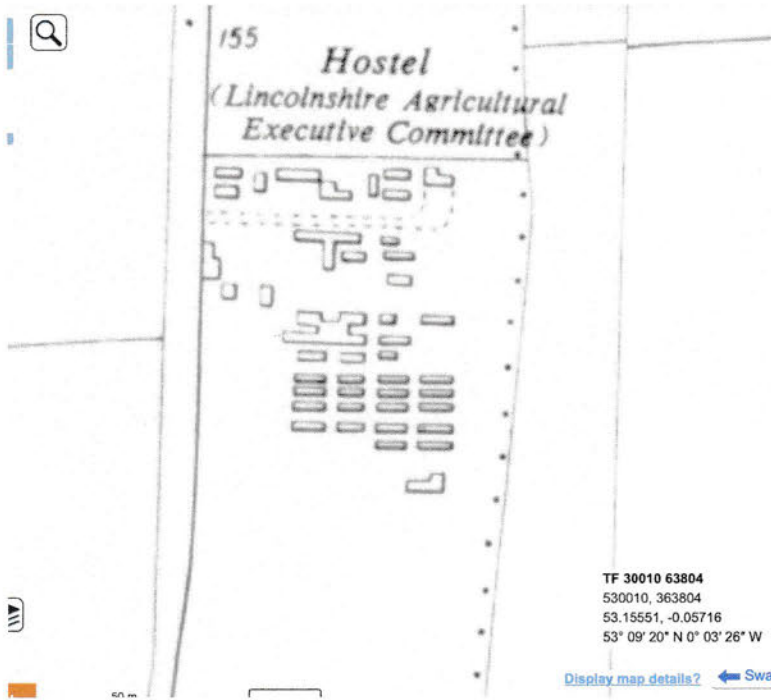 155
Hostel
(Lincolnshire Agricultural
Executive Committee)
TF 30010 63804
530010, 363804
53.15551, -0.05716
53° 09' 20" N 0° 03' 26" W
50 m
Display map details?
Swa